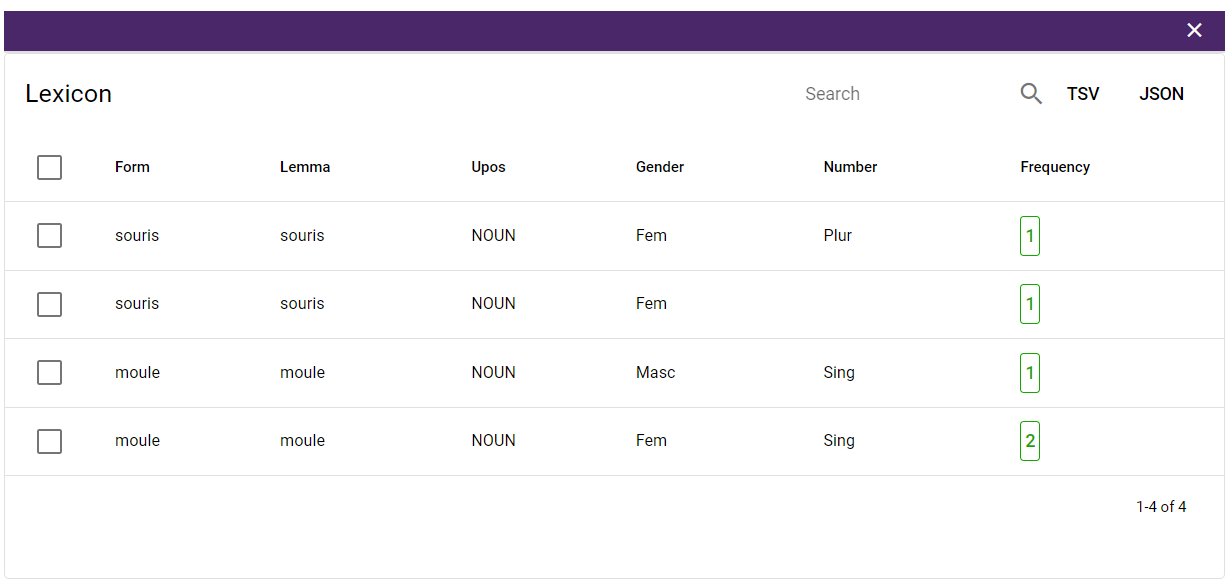 Lexicon Search TSV JSON
Form Lemma Upos Gender Number Frequency
souris souris NOUN Fem Plur 1
souris souris NOUN Fem 1
moule moule NOUN Masc Sing 1
moule moule NOUN Fem Sing 2
1-4 of 4